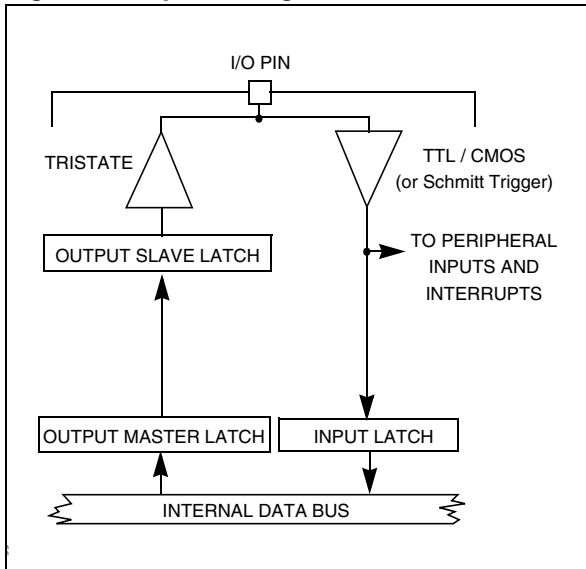 I/O PIN
TRISTATE
TTL / CMOS
(or Schmitt Trigger)
TO PERIPHERAL
INPUTS AND
INTERRUPTS
OUTPUT SLAVE LATCH
OUTPUT MASTER LATCH
INPUT LATCH
INTERNAL DATA BUS